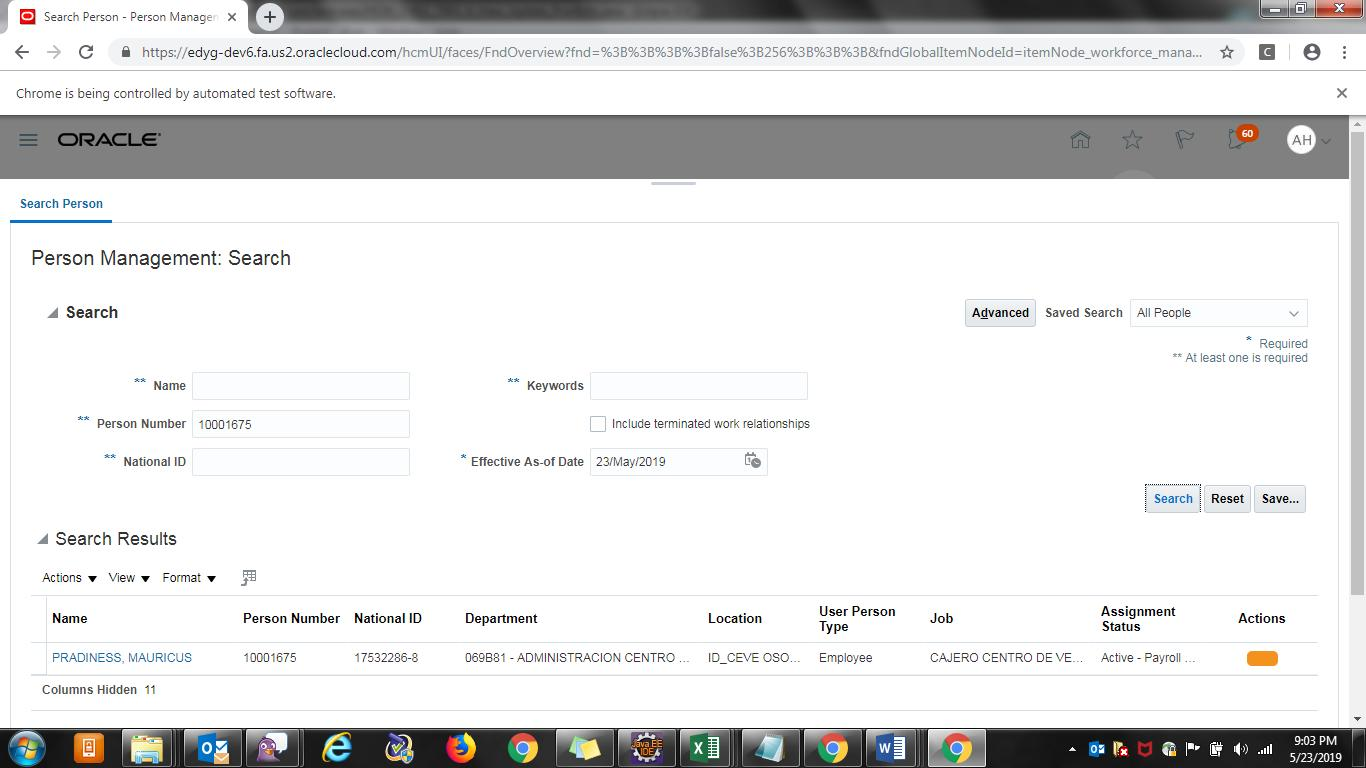 Search Person - Person Managem
https://edyg-dev6.fa.us2.oraclecloud.com/hcmUI/faces/FndOverview?fnd=%3B%3B%3B%3Bfalse%3B256%3B%3B%3B&fndGlobalItemNodeId=itemNode_workforce_mana...
C
Chrome is being controlled by automated test software.
ORACLE
60
AH
Search Person
Person Management: Search
Search
Advanced Saved Search All People
* Required
** At least one is required
** Name
** Keywords
** Person Number 10001675
Include terminated work relationships
** National ID
* Effective As-of Date 23/May/2019
Search Reset Save...
Search Results
Actions View Format
Name Person Number National ID Department Location User Person Type Job Assignment Status Actions
PRADINESS, MAURICUS 10001675 17532286-8 069B81 - ADMINISTRACION CENTRO ... ID_CEVE OSO... Employee CAJERO CENTRO DE VE... Active - Payroll ...
Columns Hidden 11
Java EE
IDE
9:03 PM
5/23/2019